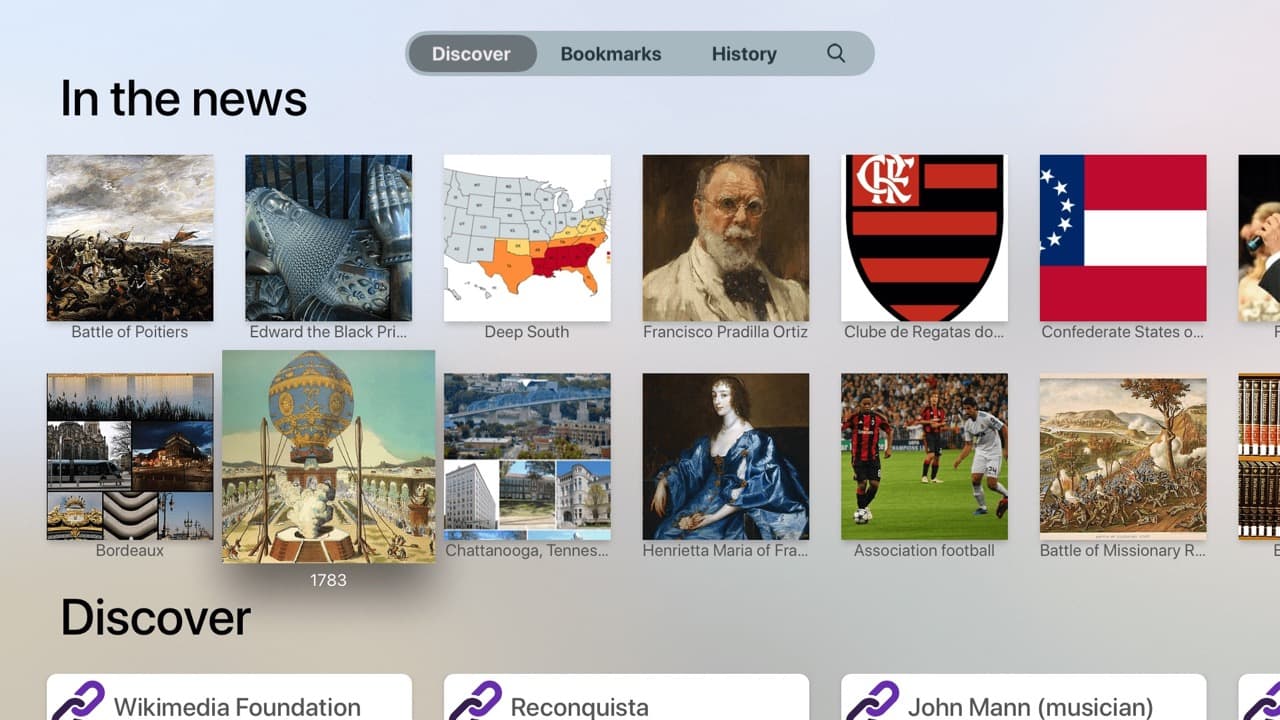 Discover Bookmarks History
In the news
Battle of Poitiers
Edward the Black Pri...
Deep South
Francisco Pradilla Ortiz
Clube de Regatas do...
Confederate States o...
Bordeaux
1783
Chattanooga, Tennes...
Henrietta Maria of Fra...
Association football
Battle of Missionary R...
Discover
Wikimedia Foundation
Reconquista
John Mann (musician)